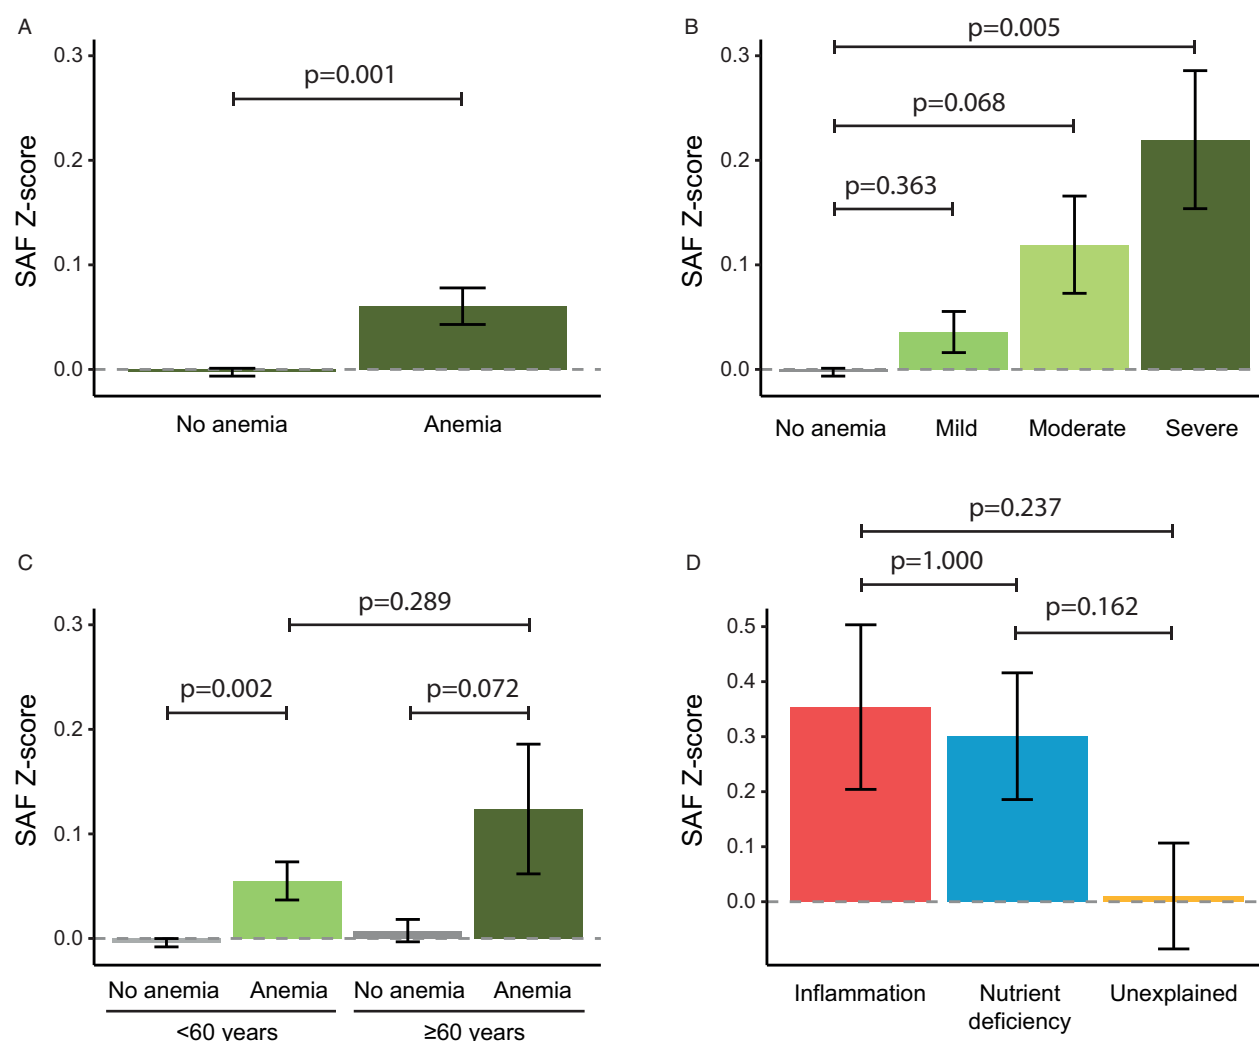 A
0.3
0.2
0.1
0.0
SAF Z-score
p=0.001
No anemia Anemia
B
0.3
0.2
0.1
0.0
SAF Z-score
p=0.005
p=0.068
p=0.363
No anemia Mild Moderate Severe
C
0.3
0.2
0.1
0.0
SAF Z-score
p=0.289
p=0.002 p=0.072
No anemia Anemia No anemia Anemia
<60 years ≥60 years
D
0.5
0.4
0.3
0.2
0.1
0.0
SAF Z-score
p=0.237
p=1.000
p=0.162
Inflammation Nutrient Unexplained
deficiency